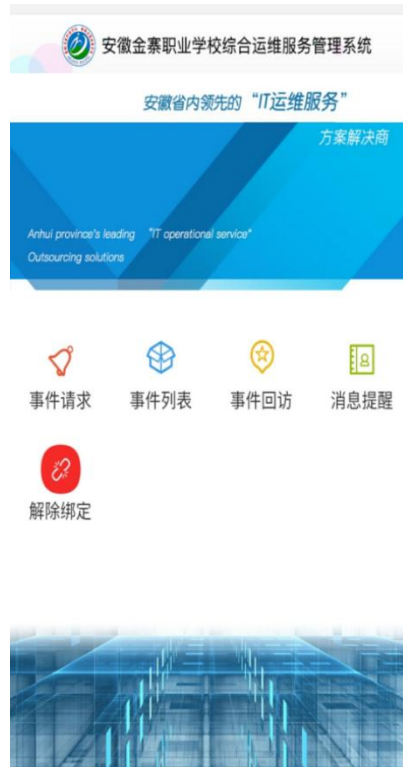 安徽金寨职业学校综合运维服务管理系统
安徽省内领先的“IT运维服务”
方案解决商
Anhui province's leading “IT operational service”
Outsourcing solutions
事件请求 事件列表 事件回访 消息提醒
解除绑定